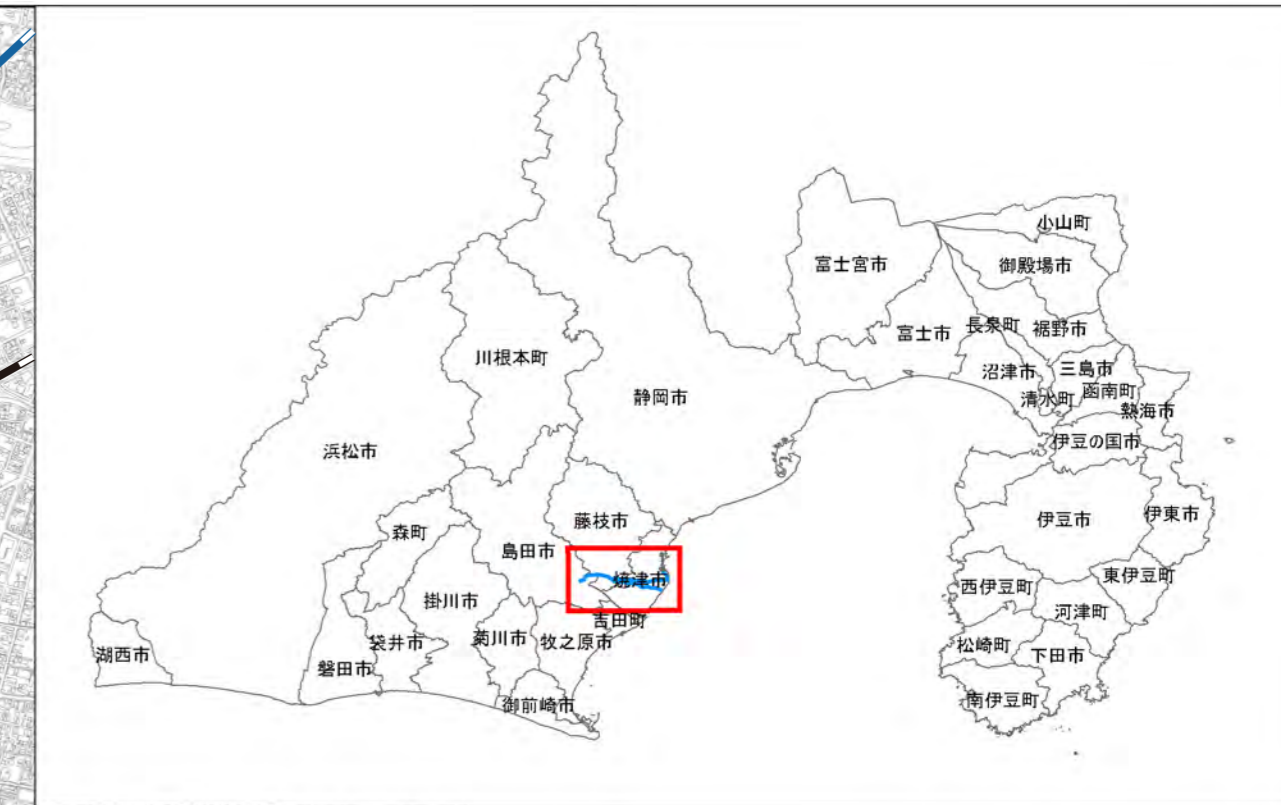 小山町
富士宮市
御殿場市
富士市
長泉町
裾野市
川根本町
沼津市
三島市
静岡市
清水町
函南町
熱海市
浜松市
伊豆の国市
藤枝市
伊豆市
伊東市
森町
島田市
焼津市
東伊豆町
西伊豆町
掛川市
河津町
吉田町
袋井市
菊川市
牧之原市
松崎町
下田市
湖西市
磐田市
御前崎市
南伊豆町